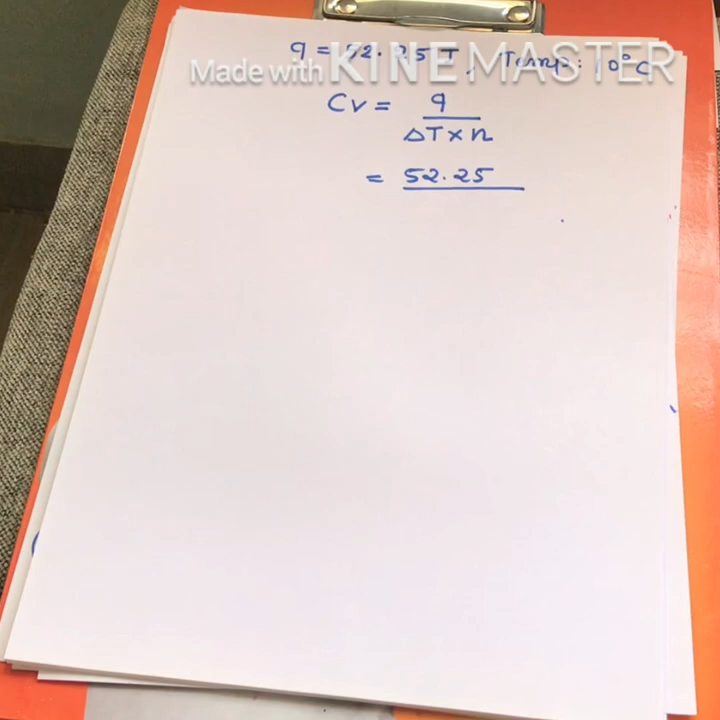 q = 52.25 J, Temp: 10°C
Made with KINEMASTER
Cv = q
ΔT × n
= 52.25